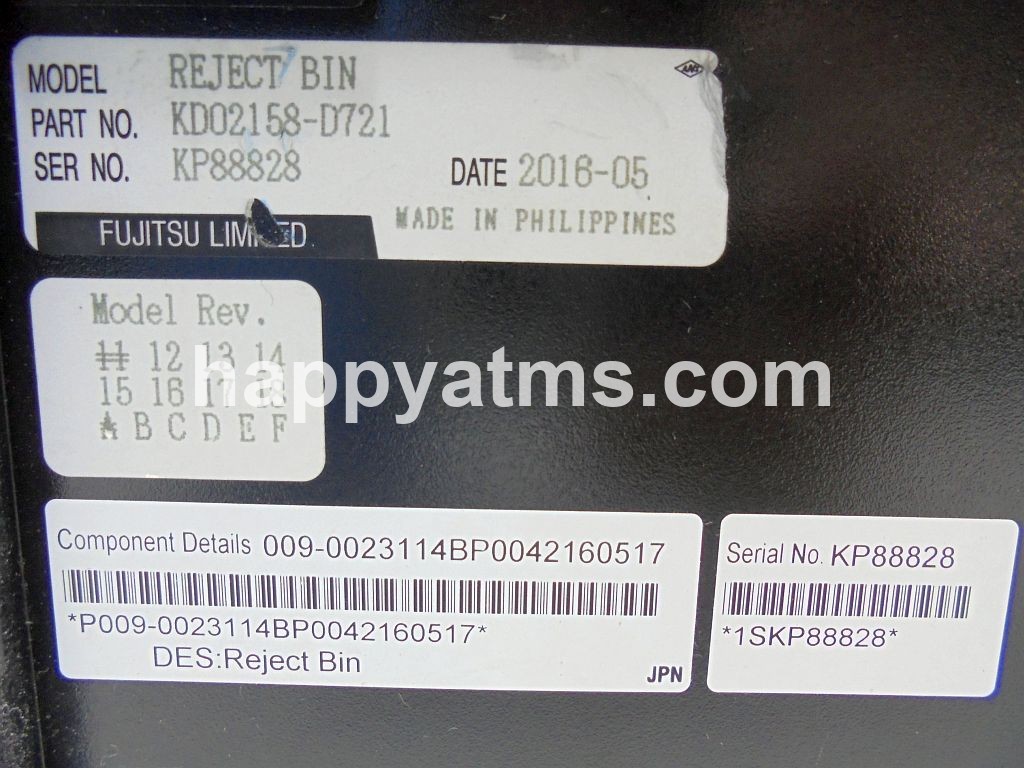 MODEL REJECT BIN
PART NO. KD02158-D721
SER NO. KP88828 DATE 2016-05
FUJITSU LIMITED MADE IN PHILIPPINES
Model Rev.
11 12 13 14
15 16 17 18
A B C D E F
happyatms.com
Component Details 009-0023114BP0042160517
*P009-0023114BP0042160517*
DES:Reject Bin
JPN
Serial No. KP88828
*1SKP88828*